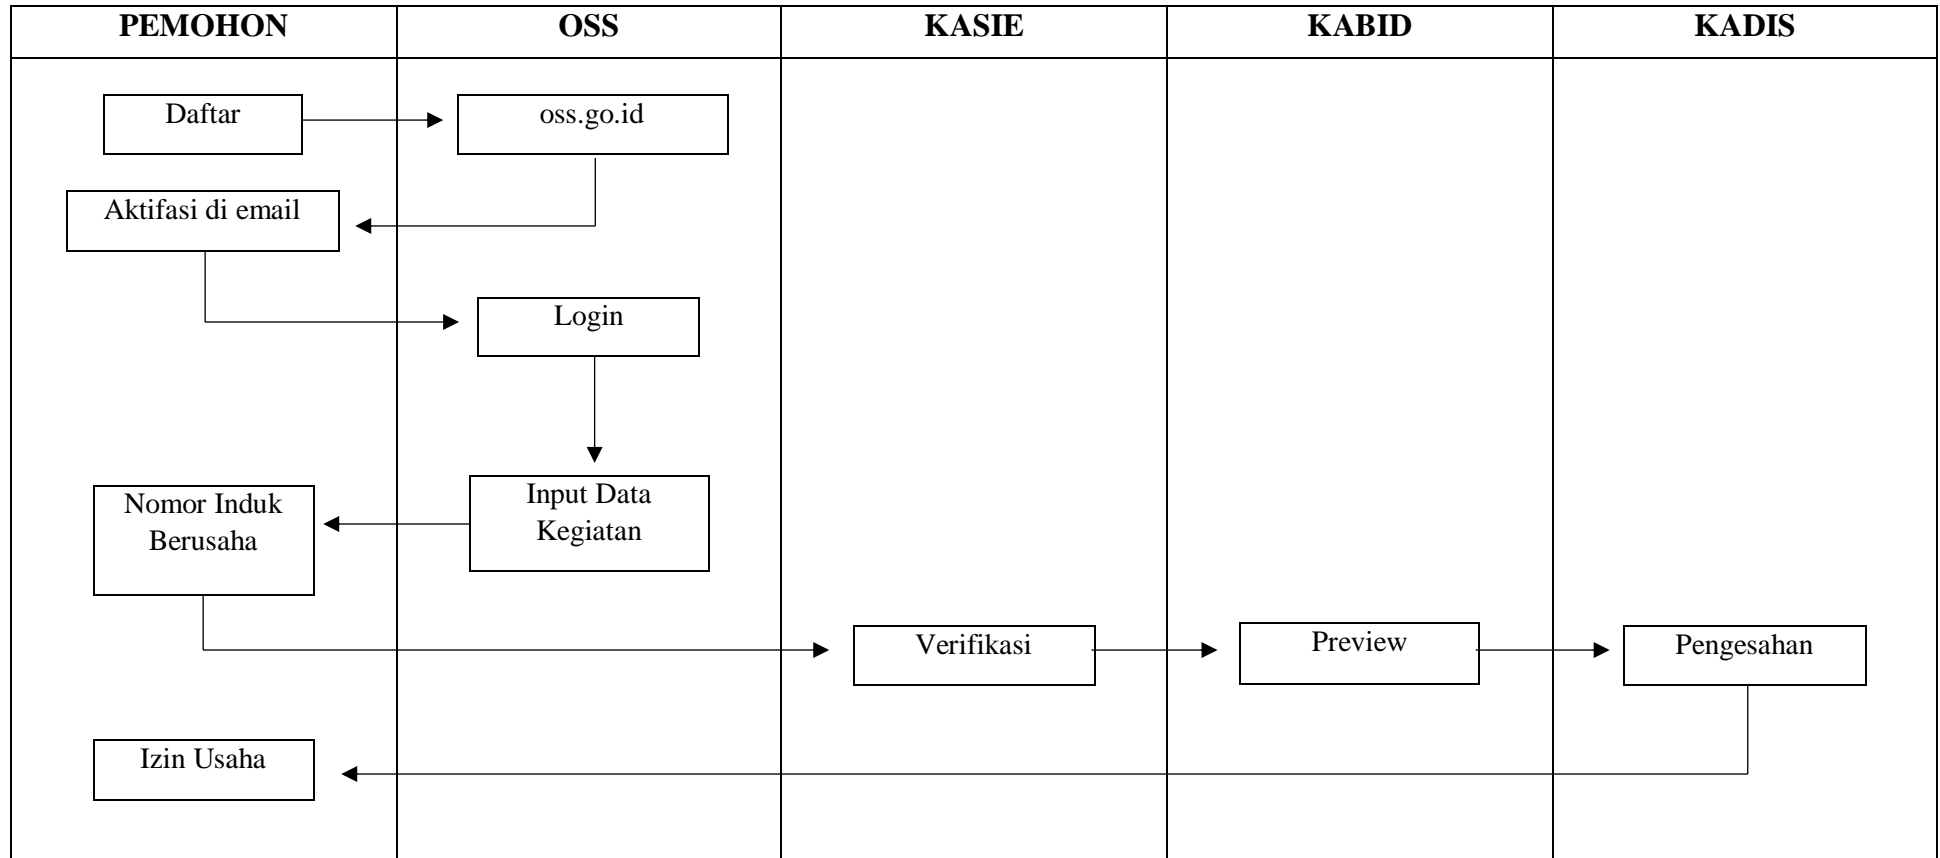 PEMOHON
OSS
KASIE
KABID
KADIS
Daftar
oss.go.id
Aktifasi di email
Login
Nomor Induk
Berusaha
Input Data
Kegiatan
Verifikasi
Preview
Pengesahan
Izin Usaha